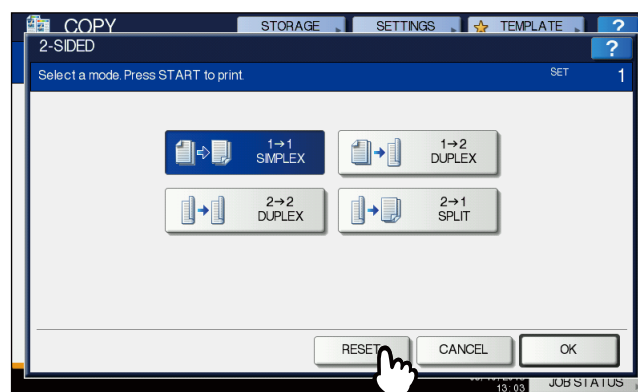 COPY STORAGE SETTINGS TEMPLATE ?
2-SIDED ?
Select a mode. Press START to print. SET 1
1→1
SIMPLEX
1→2
DUPLEX
2→2
DUPLEX
2→1
SPLIT
RESET CANCEL OK
13:03 JOB STATUS